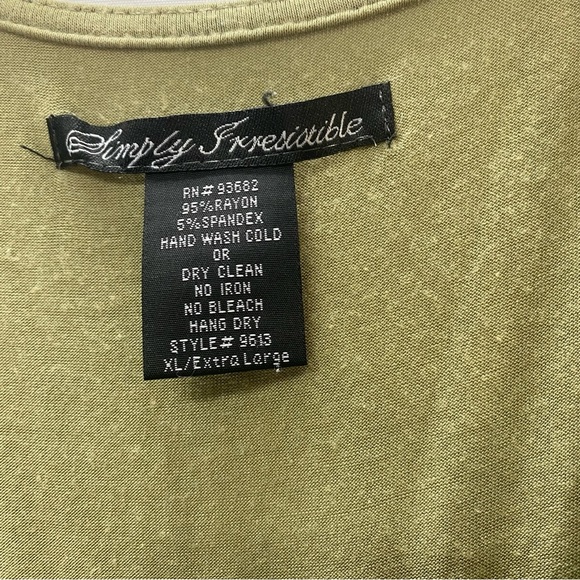 Simply Irresistible
RN# 93682
95%RAYON
5%SPANDEX
HAND WASH COLD
OR
DRY CLEAN
NO IRON
NO BLEACH
HANG DRY
STYLE# 9613
XL/Extra Large